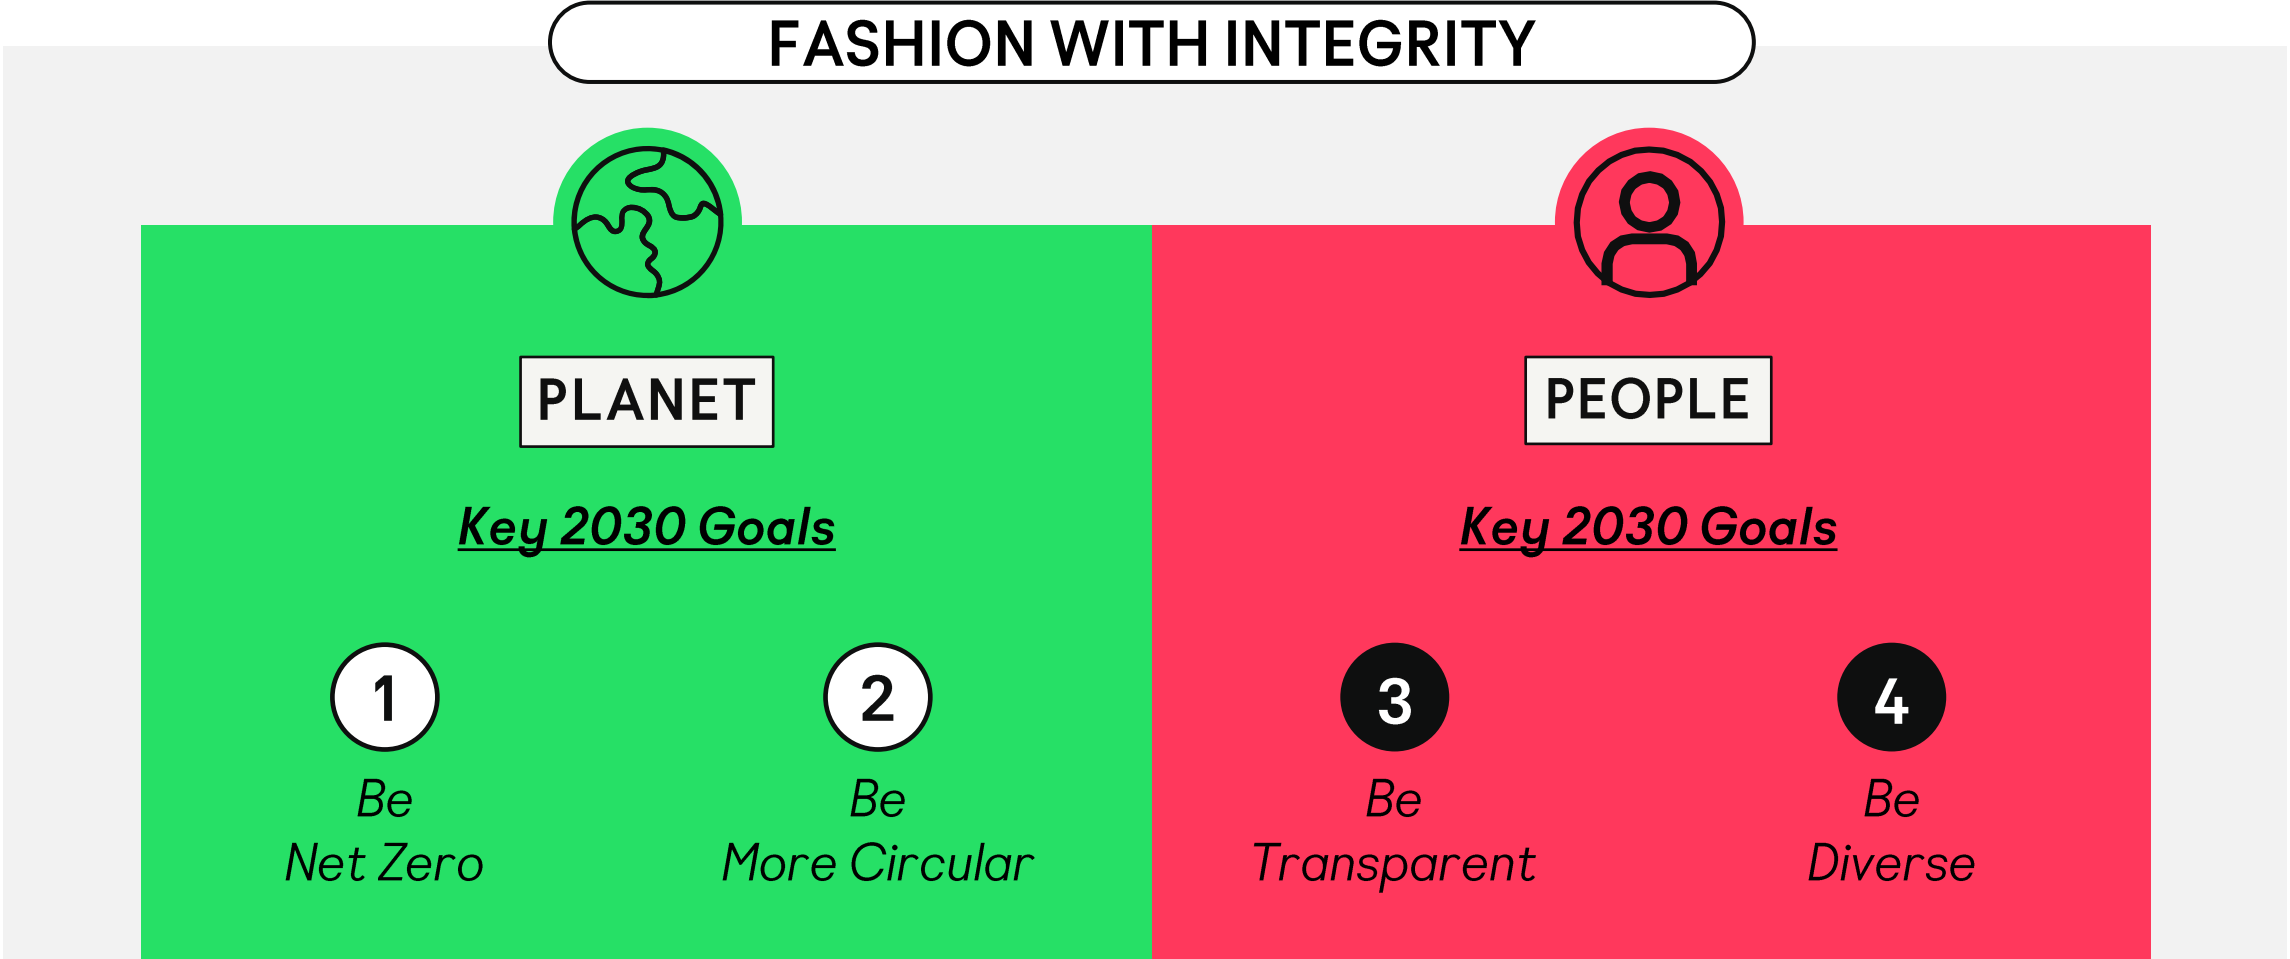 FASHION WITH INTEGRITY
PLANET
Key 2030 Goals
1
Be
Net Zero
2
Be
More Circular
PEOPLE
Key 2030 Goals
3
Be
Transparent
4
Be
Diverse